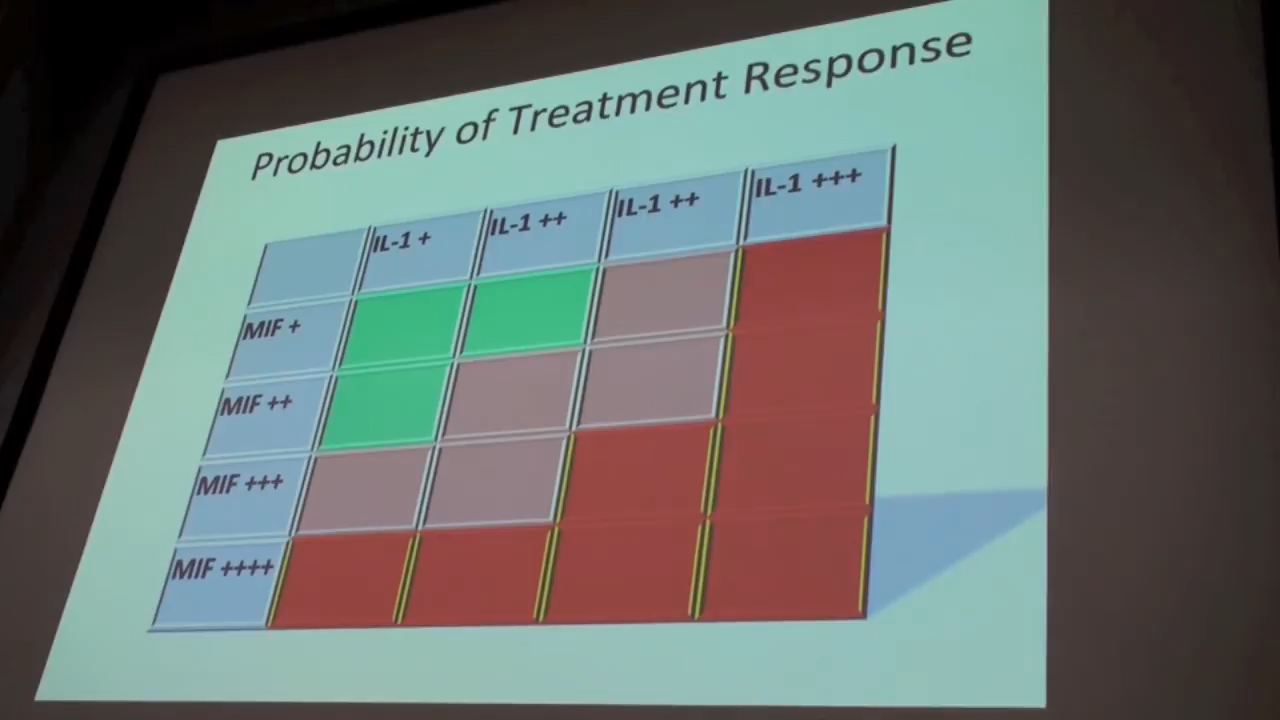 Probability of Treatment Response
IL-1 + IL-1 ++ IL-1 ++ IL-1 +++
MIF +
MIF ++
MIF +++
MIF ++++